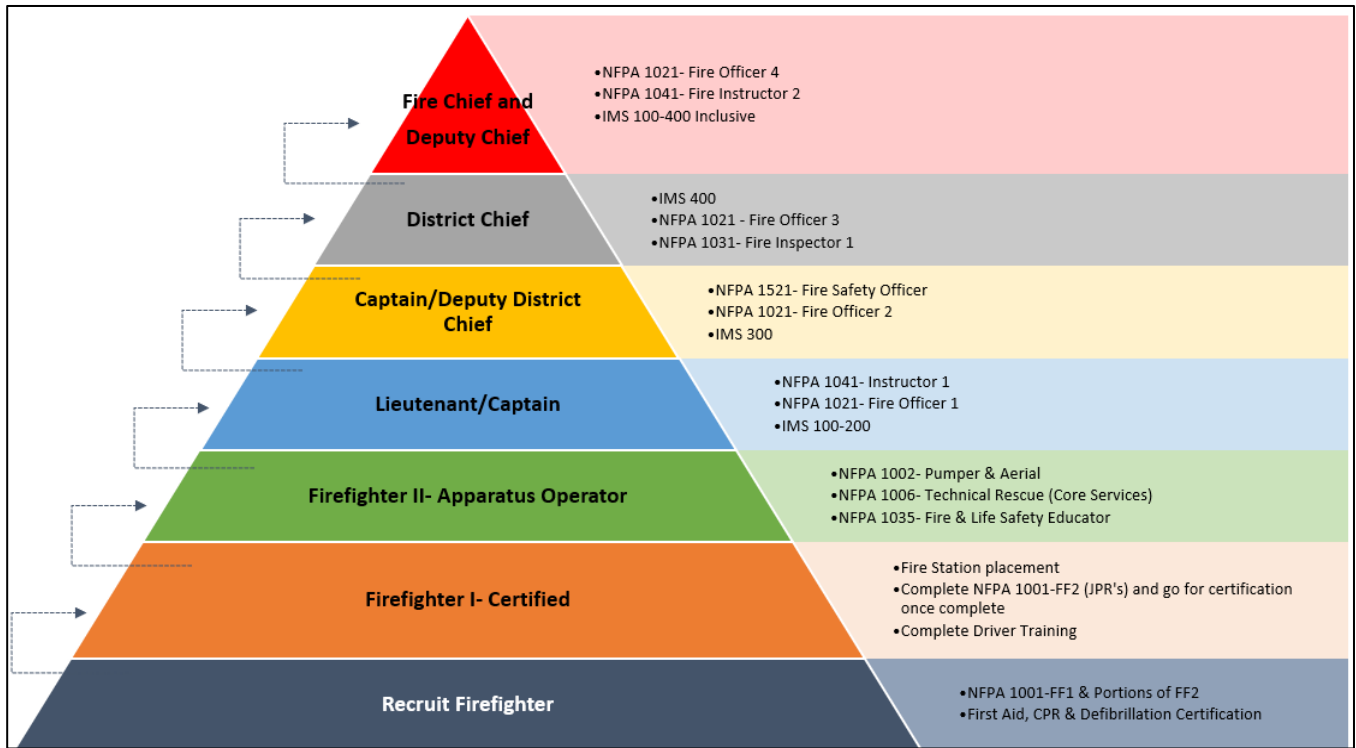 Fire Chief and
Deputy Chief
•NFPA 1021- Fire Officer 4
•NFPA 1041- Fire Instructor 2
•IMS 100-400 Inclusive
District Chief
•IMS 400
•NFPA 1021 - Fire Officer 3
•NFPA 1031- Fire Inspector 1
Captain/Deputy District
Chief
•NFPA 1521- Fire Safety Officer
•NFPA 1021- Fire Officer 2
•IMS 300
Lieutenant/Captain
•NFPA 1041- Instructor 1
•NFPA 1021- Fire Officer 1
•IMS 100-200
Firefighter II- Apparatus Operator
•NFPA 1002- Pumper & Aerial
•NFPA 1006- Technical Rescue (Core Services)
•NFPA 1035- Fire & Life Safety Educator
Firefighter I- Certified
•Fire Station placement
•Complete NFPA 1001-FF2 (JPR's) and go for certification
once complete
•Complete Driver Training
Recruit Firefighter
•NFPA 1001-FF1 & Portions of FF2
•First Aid, CPR & Defibrillation Certification